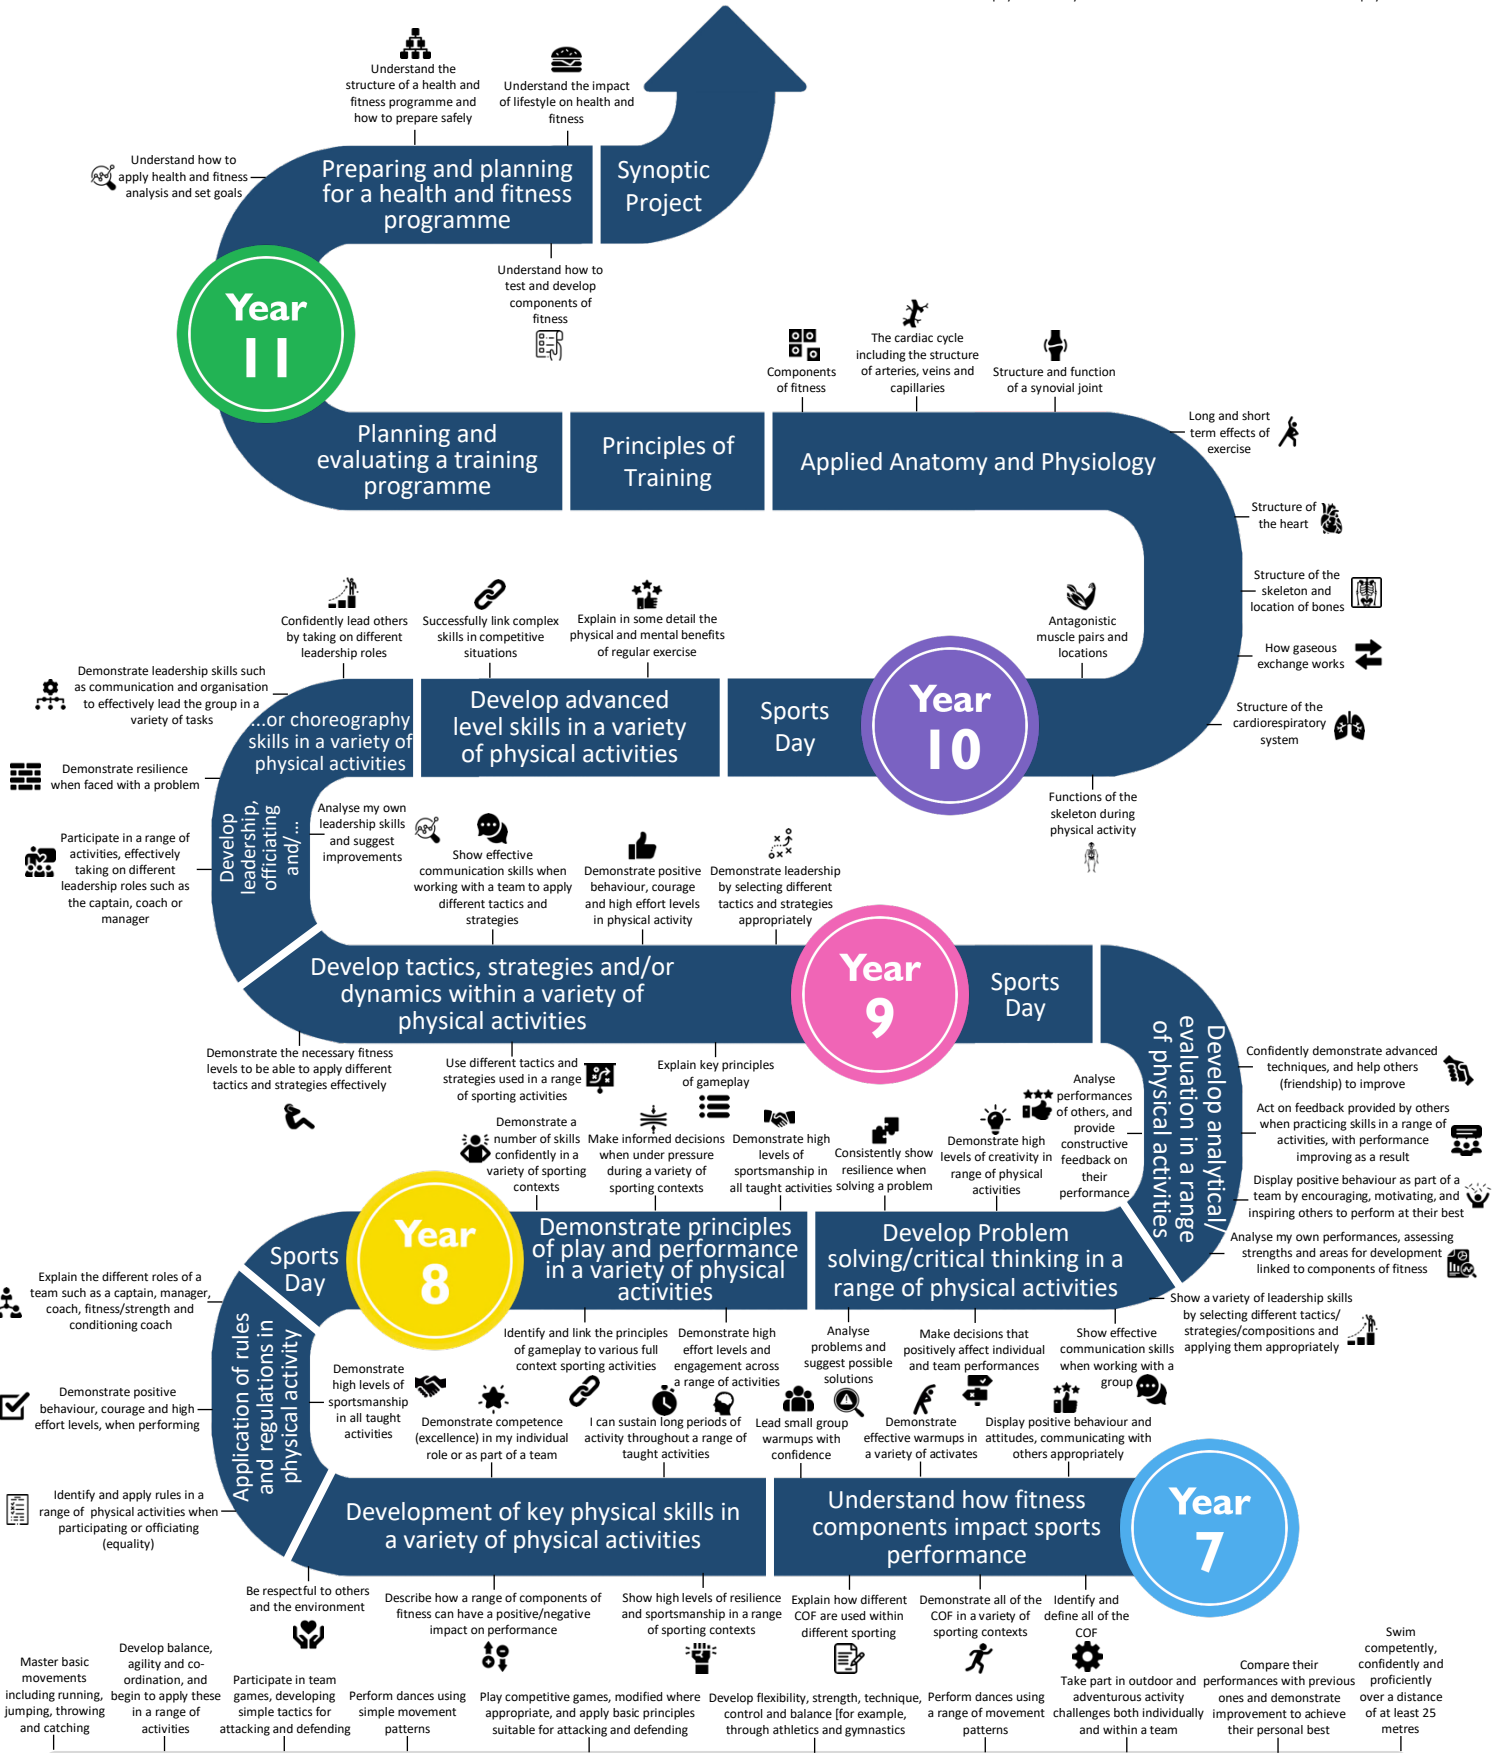 Understand the
structure of a health and
fitness programme and
how to prepare safely
Understand the impact
of lifestyle on health and
fitness
Understand how to
apply health and fitness
analysis and set goals
Preparing and planning
for a health and fitness
programme
Synoptic
Project
Understand how to
test and develop
components of
fitness
Year
11
Components
of fitness
The cardiac cycle
including the structure
of arteries, veins and
capillaries
Structure and function
of a synovial joint
Long and short
term effects of
exercise
Planning and
evaluating a training
programme
Principles of
Training
Applied Anatomy and Physiology
Structure of
the heart
Structure of the
skeleton and
location of bones
How gaseous
exchange works
Structure of the
cardiorespiratory
system
Antagonistic
muscle pairs and
locations
Functions of the
skeleton during
physical activity
Year
10
Sports
Day
Explain in some detail the
physical and mental benefits
of regular exercise
Successfully link complex
skills in competitive
situations
Confidently lead others
by taking on different
leadership roles
Develop advanced
level skills in a variety
of physical activities
Demonstrate leadership skills such
as communication and organisation
to effectively lead the group in a
variety of tasks
...or choreography
skills in a variety of
physical activities
Demonstrate resilience
when faced with a problem
Develop
leadership,
officiating
and/...
Analyse my own
leadership skills
and suggest
improvements
Participate in a range of
activities, effectively
taking on different
leadership roles such as
the captain, coach or
manager
Show effective
communication skills when
working with a team to apply
different tactics and
strategies
Demonstrate positive
behaviour, courage
and high effort levels
in physical activity
Demonstrate leadership
by selecting different
tactics and strategies
appropriately
Develop tactics, strategies and/or
dynamics within a variety of
physical activities
Year
9
Sports
Day
Demonstrate the necessary fitness
levels to be able to apply different
tactics and strategies effectively
Use different tactics and
strategies used in a range
of sporting activities
Explain key principles
of gameplay
Develop analytical/
evaluation in a range
of physical activities
Analyse
performances
of others, and
provide
constructive
feedback on
their
performance
Confidently demonstrate advanced
techniques, and help others
(friendship) to improve
Act on feedback provided by others
when practicing skills in a range of
activities, with performance
improving as a result
Display positive behaviour as part of a
team by encouraging, motivating, and
inspiring others to perform at their best
Analyse my own performances, assessing
strengths and areas for development
linked to components of fitness
Show a variety of leadership skills
by selecting different tactics/
strategies/compositions and
applying them appropriately
Demonstrate a
number of skills
confidently in a
variety of sporting
contexts
Make informed decisions
when under pressure
during a variety of
sporting contexts
Demonstrate high
levels of
sportsmanship in
all taught activities
Consistently show
resilience when
solving a problem
Demonstrate high
levels of creativity in
range of physical
activities
Sports
Day
Year
8
Demonstrate principles
of play and performance
in a variety of physical
activities
Develop Problem
solving/critical thinking in a
range of physical activities
Explain the different roles of a
team such as a captain, manager,
coach, fitness/strength and
conditioning coach
Demonstrate positive
behaviour, courage and high
effort levels, when performing
Identify and apply rules in a
range of  physical activities when
participating or officiating
(equality)
Application of rules
and regulations in
physical activity
Demonstrate
high levels of
sportsmanship
in all taught
activities
Identify and link the principles
of gameplay to various full
context sporting activities
Demonstrate high
effort levels and
engagement across
a range of activities
Analyse
problems and
suggest possible
solutions
Make decisions that
positively affect individual
and team performances
Show effective
communication skills
when working with a
group
Demonstrate competence
(excellence) in my individual
role or as part of a team
I can sustain long periods of
activity throughout a range of
taught activities
Lead small group
warmups with
confidence
Demonstrate
effective warmups in
a variety of activates
Display positive behaviour and
attitudes, communicating with
others appropriately
Development of key physical skills in
a variety of physical activities
Understand how fitness
components impact sports
performance
Year
7
Be respectful to others
and the environment
Describe how a range of components of
fitness can have a positive/negative
impact on performance
Show high levels of resilience
and sportsmanship in a range
of sporting contexts
Explain how different
COF are used within
different sporting
Demonstrate all of the
COF in a variety of
sporting contexts
Identify and
define all of the
COF
Master basic
movements
including running,
jumping, throwing
and catching
Develop balance,
agility and co-
ordination, and
begin to apply these
in a range of
activities
Participate in team
games, developing
simple tactics for
attacking and defending
Perform dances using
simple movement
patterns
Play competitive games, modified where
appropriate, and apply basic principles
suitable for attacking and defending
Develop flexibility, strength, technique,
control and balance [for example,
through athletics and gymnastics
Perform dances using
a range of movement
patterns
Take part in outdoor and
adventurous activity
challenges both individually
and within a team
Compare their
performances with previous
ones and demonstrate
improvement to achieve
their personal best
Swim
competently,
confidently and
proficiently
over a distance
of at least 25
metres